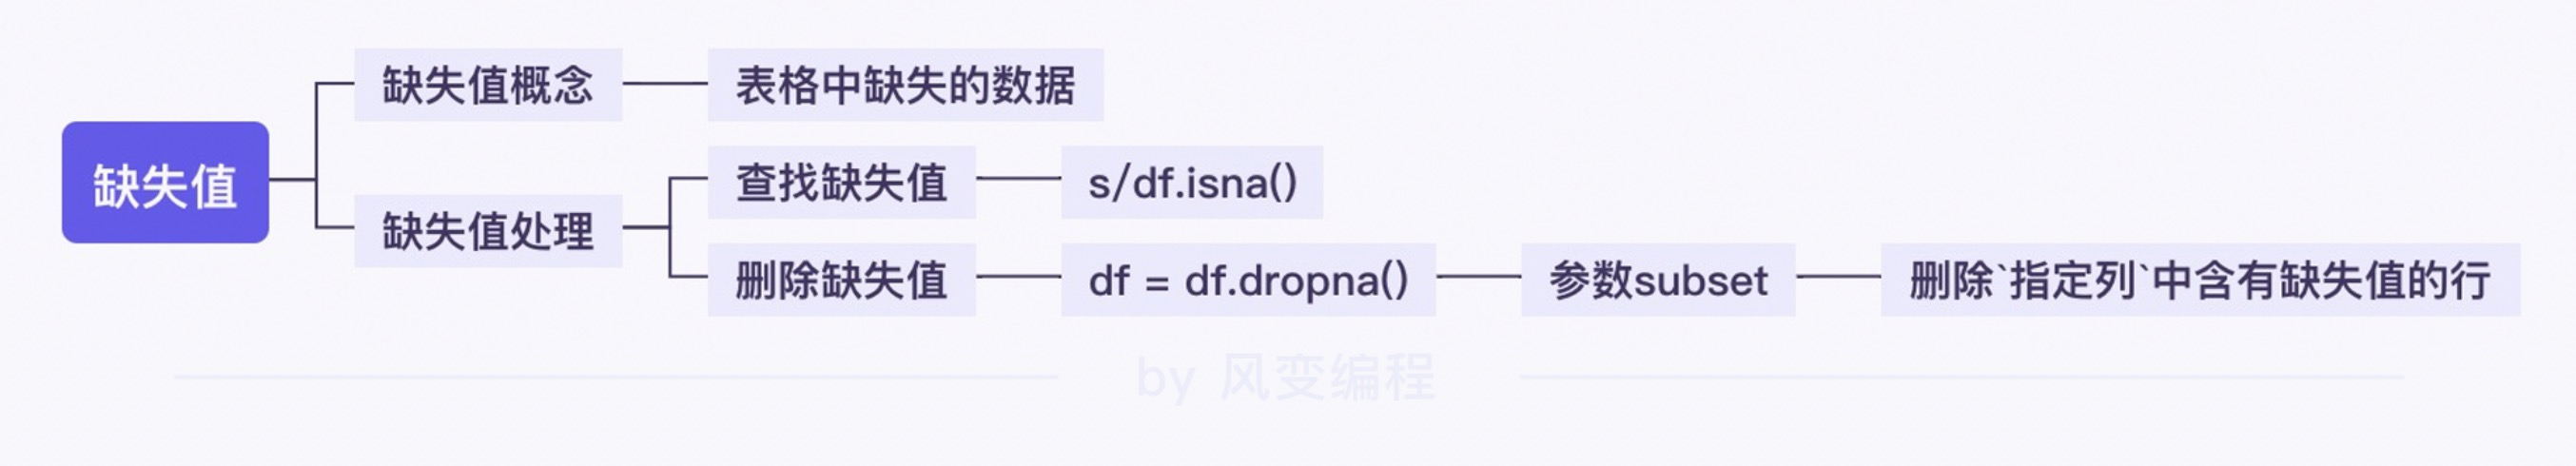 缺失值
缺失值概念
表格中缺失的数据
缺失值处理
查找缺失值
s/df.isna()
删除缺失值
df = df.dropna()
参数subset
删除`指定列`中含有缺失值的行
by 风变编程